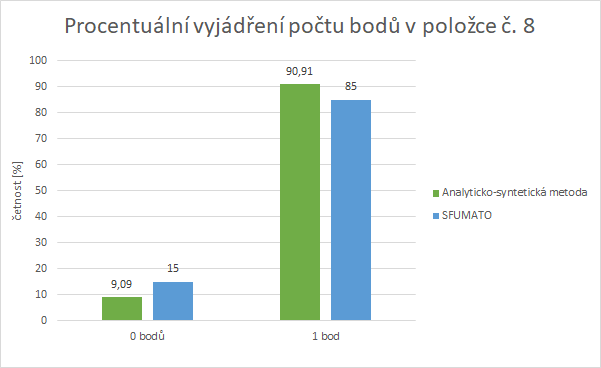 Procentuální vyjádření počtu bodů v položce č. 8
četnost [%]
100
90
80
70
60
50
40
30
20
10
0
9,09
15
90,91
85
0 bodů
1 bod
Analyticko-syntetická metoda
SFUMATO